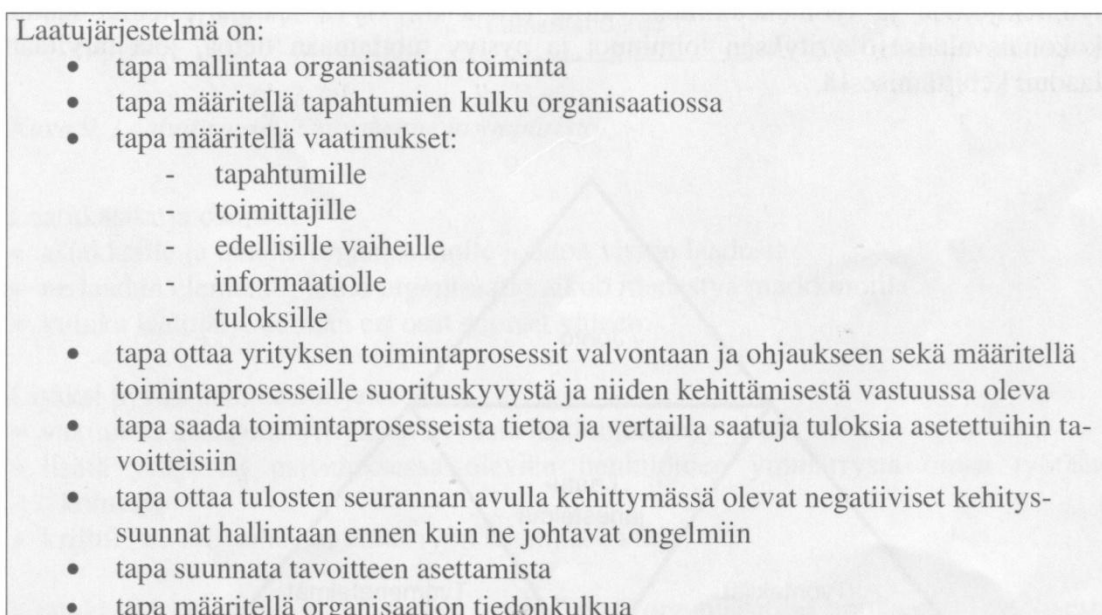 Laatujärjestelmä on:
• tapa mallintaa organisaation toiminta
• tapa määritellä tapahtumien kulku organisaatiossa
• tapa määritellä vaatimukset:
- tapahtumille
- toimittajille
- edellisille vaiheille
- informaatiolle
- tuloksille
• tapa ottaa yrityksen toimintaprosessit valvontaan ja ohjaukseen sekä määritellä
toimintaprosesseille suorituskyvystä ja niiden kehittämisestä vastuussa oleva
• tapa saada toimintaprosesseista tietoa ja vertailla saatuja tuloksia asetettuihin ta-
voitteisiin
• tapa ottaa tulosten seurannan avulla kehittymässä olevat negatiiviset kehitys-
suunnat hallintaan ennen kuin ne johtavat ongelmiin
• tapa suunnata tavoitteen asettamista
• tapa määritellä organisaation tiedonkulkua